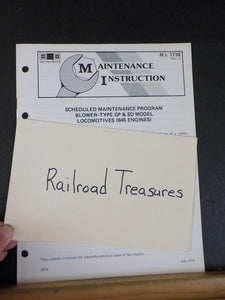 M.I. 1738
MAINTENANCE
INSTRUCTION
SCHEDULED MAINTENANCE PROGRAM
BLOWER-TYPE GP & SD MODEL
LOCOMOTIVES (645 ENGINES)
Railroad Treasures